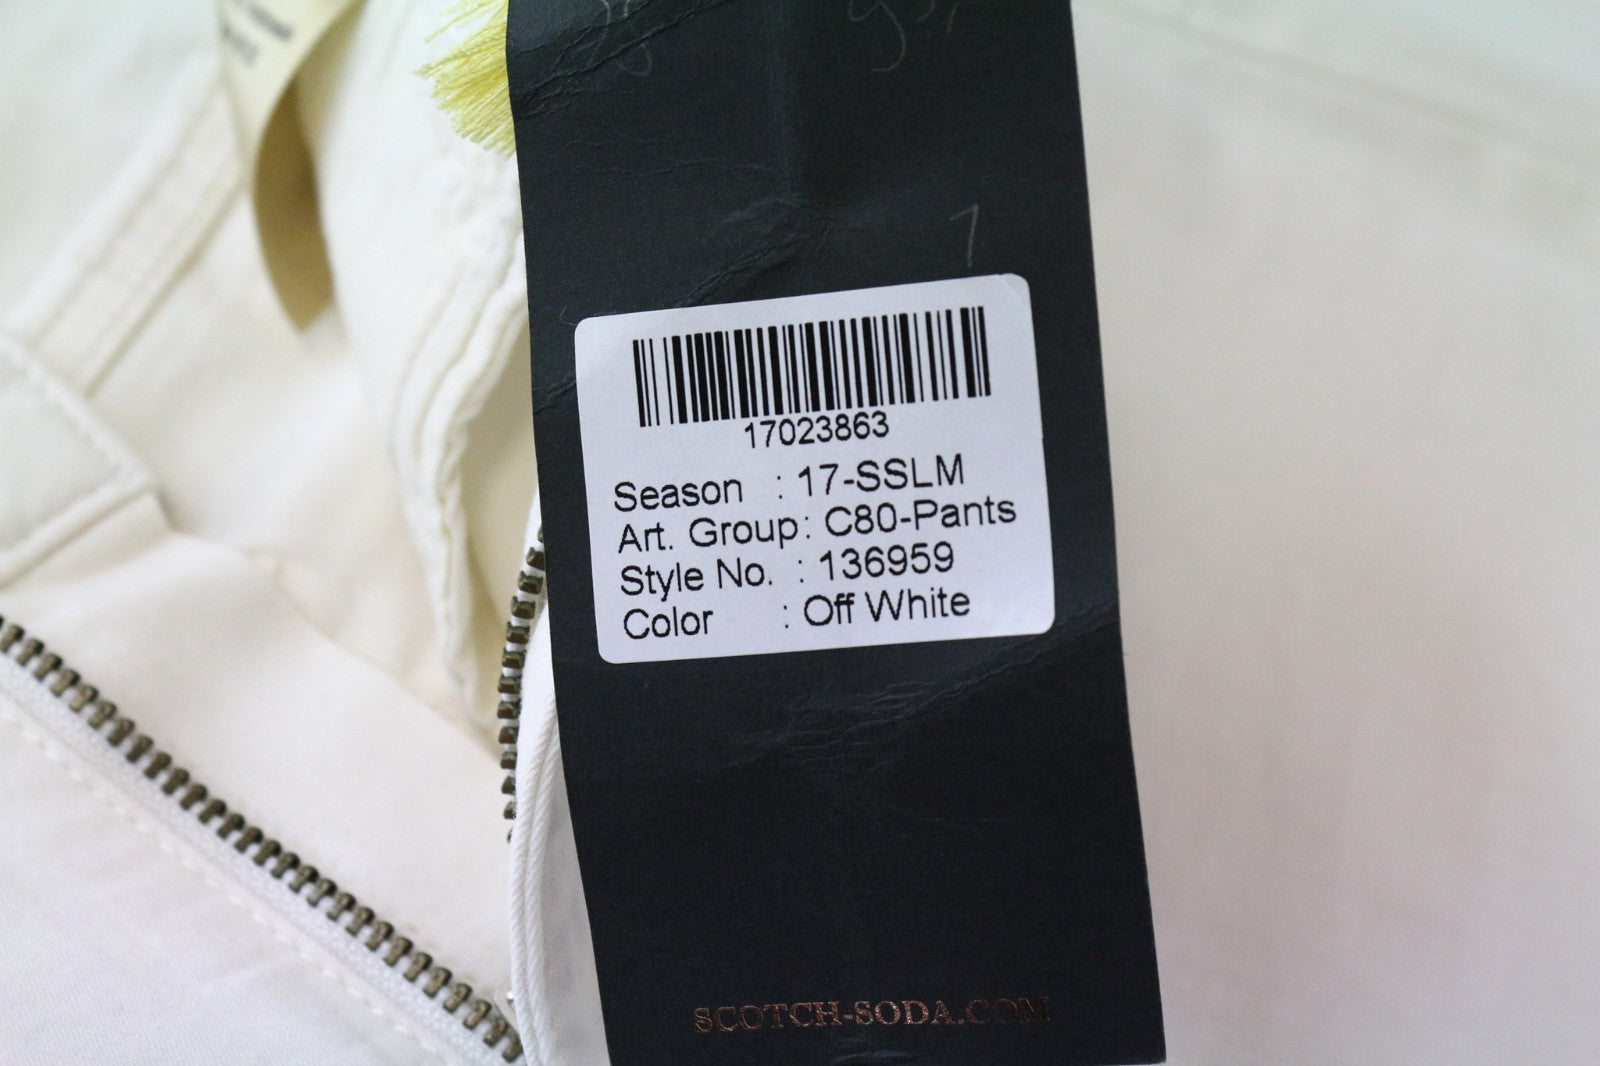 17023863
Season : 17-SSLM
Art. Group: C80-Pants
Style No. : 136959
Color : Off White
SCOTCH-SODA.COM